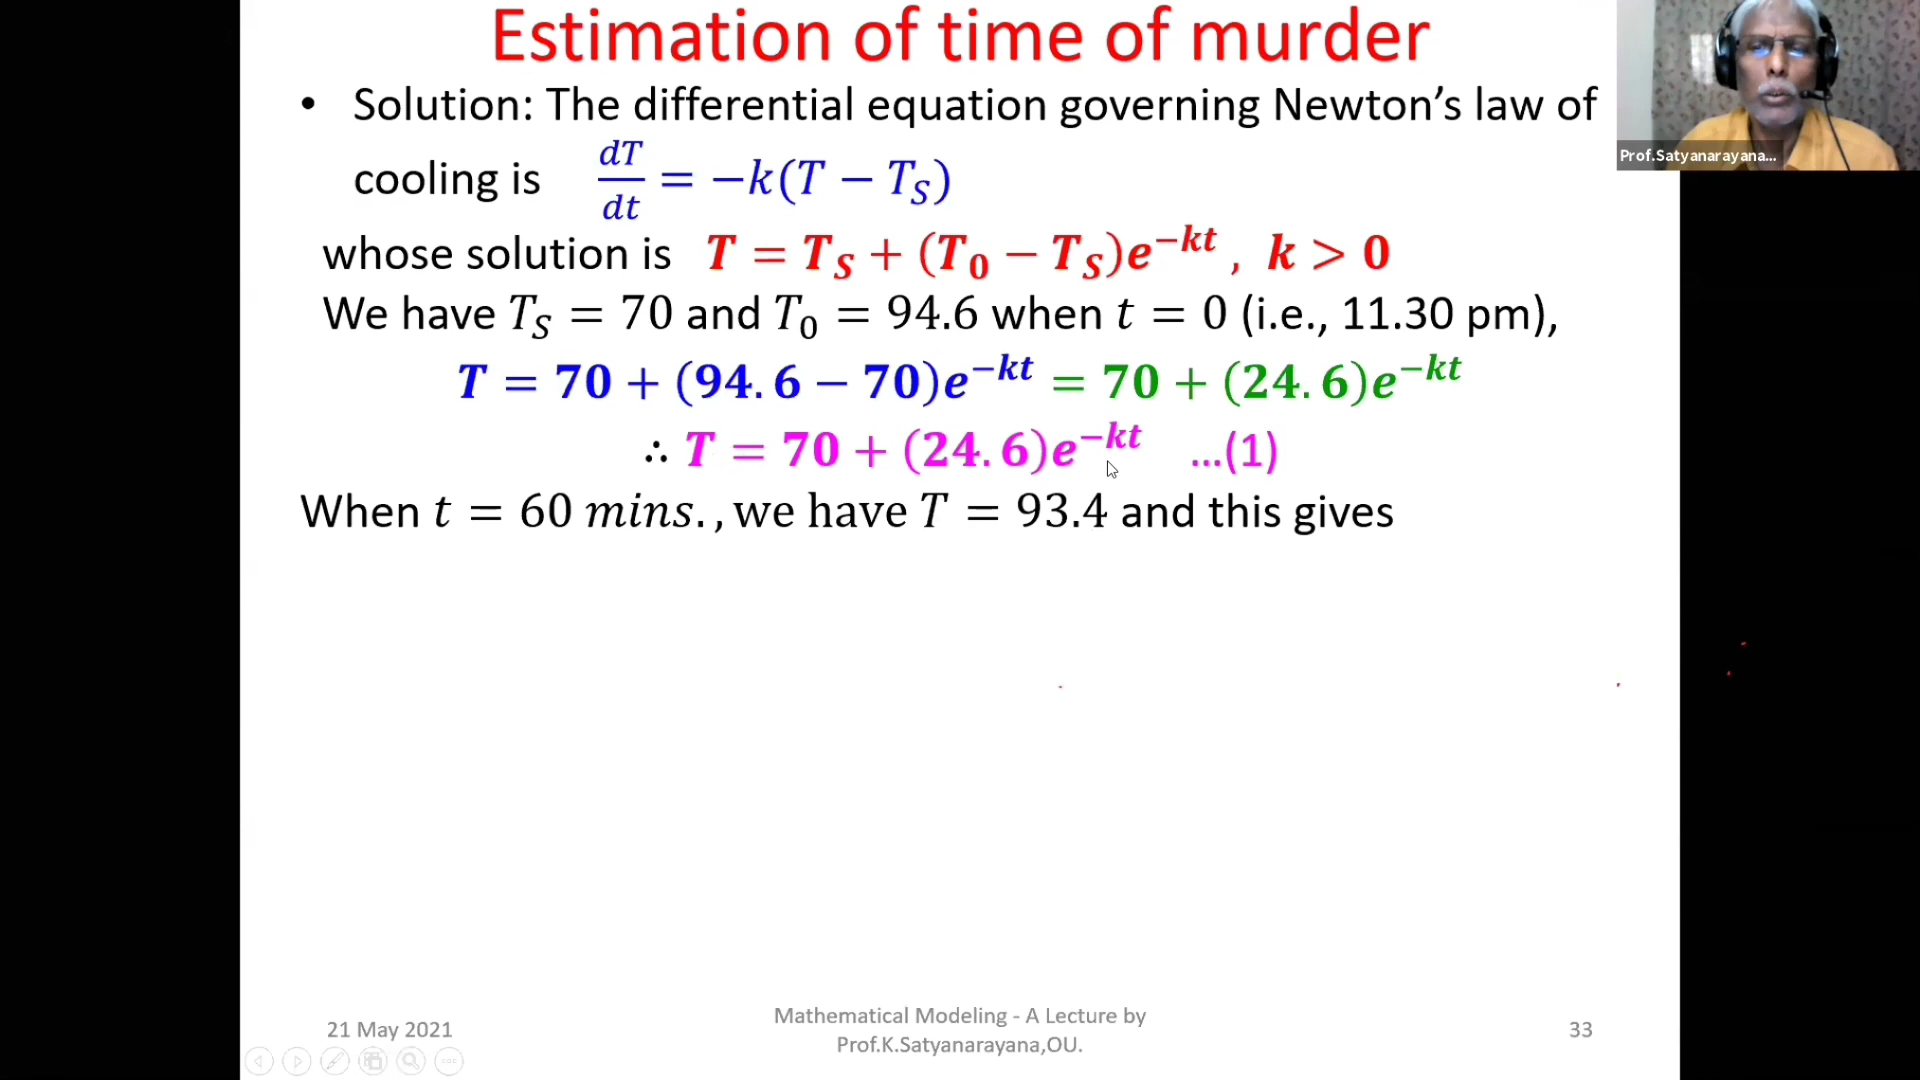 Estimation of time of murder
• Solution: The differential equation governing Newton’s law of
cooling is dT/dt = −k(T − T_S)
whose solution is T = T_S + (T_0 − T_S)e^{−kt} , k > 0
We have T_S = 70 and T_0 = 94.6 when t = 0 (i.e., 11.30 pm),
T = 70 + (94.6 − 70)e^{−kt} = 70 + (24.6)e^{−kt}
∴ T = 70 + (24.6)e^{−kt} ...(1)
When t = 60 mins., we have T = 93.4 and this gives
Prof.Satyanarayana...
21 May 2021
Mathematical Modeling - A Lecture by
Prof.K.Satyanarayana,OU.
33